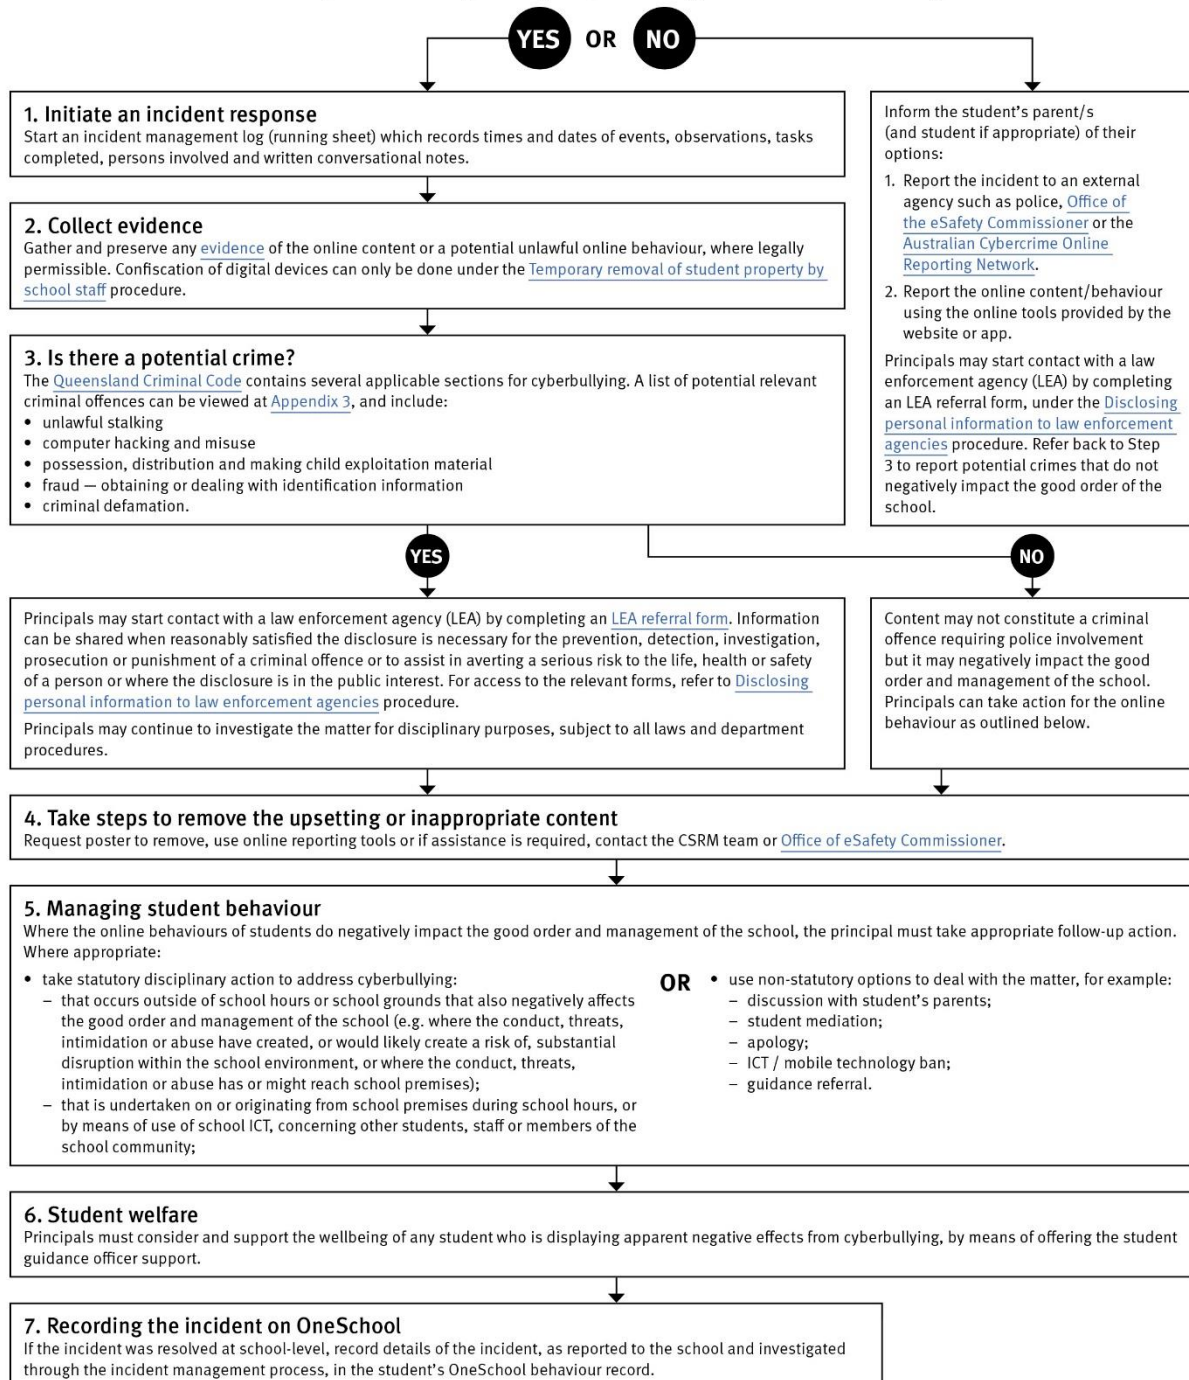 YES OR NO
1. Initiate an incident response
Start an incident management log (running sheet) which records times and dates of events, observations, tasks
completed, persons involved and written conversational notes.
2. Collect evidence
Gather and preserve any evidence of the online content or a potential unlawful online behaviour, where legally
permissible. Confiscation of digital devices can only be done under the Temporary removal of student property by
school staff procedure.
3. Is there a potential crime?
The Queensland Criminal Code contains several applicable sections for cyberbullying. A list of potential relevant
criminal offences can be viewed at Appendix 3, and include:
• unlawful stalking
• computer hacking and misuse
• possession, distribution and making child exploitation material
• fraud — obtaining or dealing with identification information
• criminal defamation.
Inform the student's parent/s
(and student if appropriate) of their
options:
1. Report the incident to an external
agency such as police, Office of
the eSafety Commissioner or the
Australian Cybercrime Online
Reporting Network.
2. Report the online content/behaviour
using the online tools provided by the
website or app.
Principals may start contact with a law
enforcement agency (LEA) by completing
an LEA referral form, under the Disclosing
personal information to law enforcement
agencies procedure. Refer back to Step
3 to report potential crimes that do not
negatively impact the good order of the
school.
YES
NO
Principals may start contact with a law enforcement agency (LEA) by completing an LEA referral form. Information
can be shared when reasonably satisfied the disclosure is necessary for the prevention, detection, investigation,
prosecution or punishment of a criminal offence or to assist in averting a serious risk to the life, health or safety
of a person or where the disclosure is in the public interest. For access to the relevant forms, refer to Disclosing
personal information to law enforcement agencies procedure.
Principals may continue to investigate the matter for disciplinary purposes, subject to all laws and department
procedures.
Content may not constitute a criminal
offence requiring police involvement
but it may negatively impact the good
order and management of the school.
Principals can take action for the online
behaviour as outlined below.
4. Take steps to remove the upsetting or inappropriate content
Request poster to remove, use online reporting tools or if assistance is required, contact the CSRM team or Office of eSafety Commissioner.
5. Managing student behaviour
Where the online behaviours of students do negatively impact the good order and management of the school, the principal must take appropriate follow-up action.
Where appropriate:
• take statutory disciplinary action to address cyberbullying:
– that occurs outside of school hours or school grounds that also negatively affects
the good order and management of the school (e.g. where the conduct, threats,
intimidation or abuse have created, or would likely create a risk of, substantial
disruption within the school environment, or where the conduct, threats,
intimidation or abuse has or might reach school premises);
– that is undertaken on or originating from school premises during school hours, or
by means of use of school ICT, concerning other students, staff or members of the
school community;
OR
• use non-statutory options to deal with the matter, for example:
– discussion with student's parents;
– student mediation;
– apology;
– ICT / mobile technology ban;
– guidance referral.
6. Student welfare
Principals must consider and support the wellbeing of any student who is displaying apparent negative effects from cyberbullying, by means of offering the student
guidance officer support.
7. Recording the incident on OneSchool
If the incident was resolved at school-level, record details of the incident, as reported to the school and investigated
through the incident management process, in the student's OneSchool behaviour record.